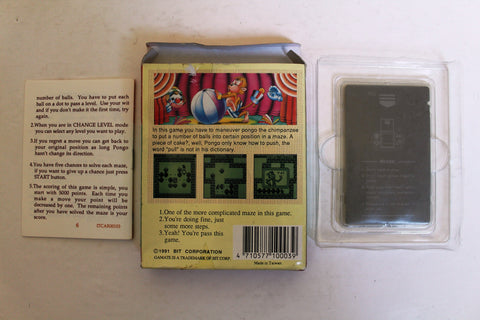 number of balls. You have to put each
ball on a dot to pass a level. Use your wit
and if you don't make it the first time, try
again.
2.When you are in CHANGE LEVEL mode
you can select any level you want to play.
3.If you regret a move you can get back to
your original position as long Pongo
hasn't change its direction.
4.You have five chances to solve each maze,
if you want to give up a chance just press
START button.
5.The scoring of this game is simple, you
start with 5000 points. Each time you
make a move your point will be
decreased by one. The remaining points
after you have solved the maze is your
score.
6
In this game you have to maneuver pongo the chimpanzee
to put a number of balls into certain position in a maze. A
piece of cake?, well, Pongo only know how to push, the
word "pull" is not in his dictionary.
1.One of the more complicated maze in this game.
2.You're doing fine, just
some more steps.
3.Yeah! You're pass this
game.
©1991 BIT CORPORATION
GAMATE IS A TRADEMARK OF BIT CORP.
4 710577 100039
Made in Taiwan